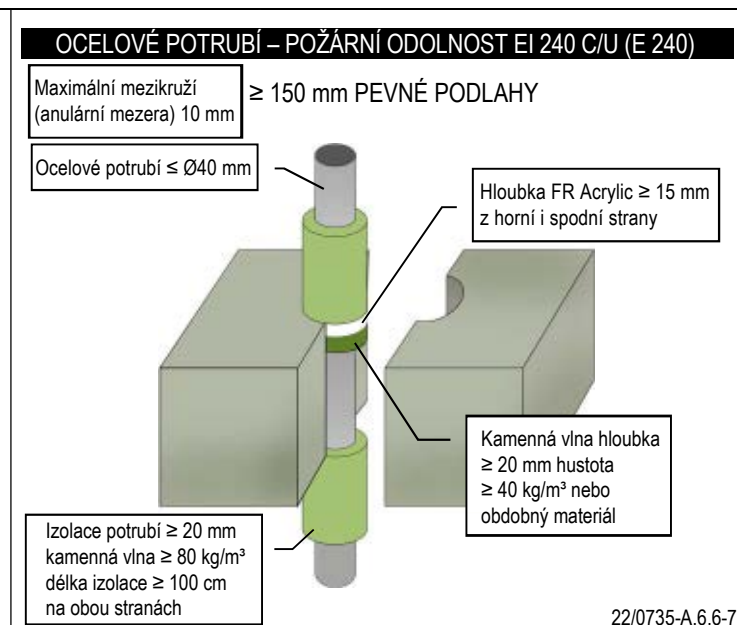 OCELOVÉ POTRUBÍ – POŽÁRNÍ ODOLNOST EI 240 C/U (E 240)
Maximální mezikruží
(anulární mezera) 10 mm
≥ 150 mm PEVNÉ PODLAHY
Ocelové potrubí ≤ Ø40 mm
Hloubka FR Acrylic ≥ 15 mm
z horní i spodní strany
Kamenná vlna hloubka
≥ 20 mm hustota
≥ 40 kg/m³ nebo
obdobný materiál
Izolace potrubí ≥ 20 mm
kamenná vlna ≥ 80 kg/m³
délka izolace ≥ 100 cm
na obou stranách
22/0735-A.6.6-7